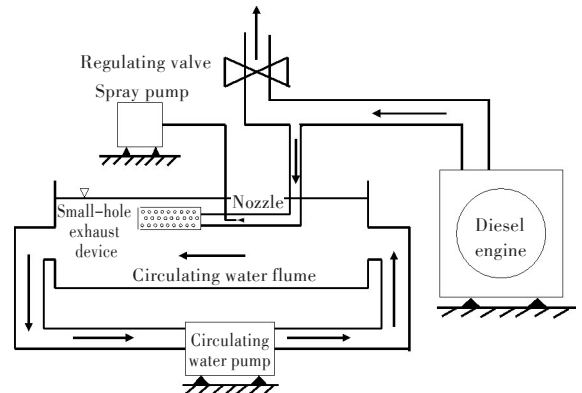 Regulating valve
Spray pump
Nozzle
Small-hole
exhaust
device
Diesel
engine
Circulating water flume
Circulating
water pump